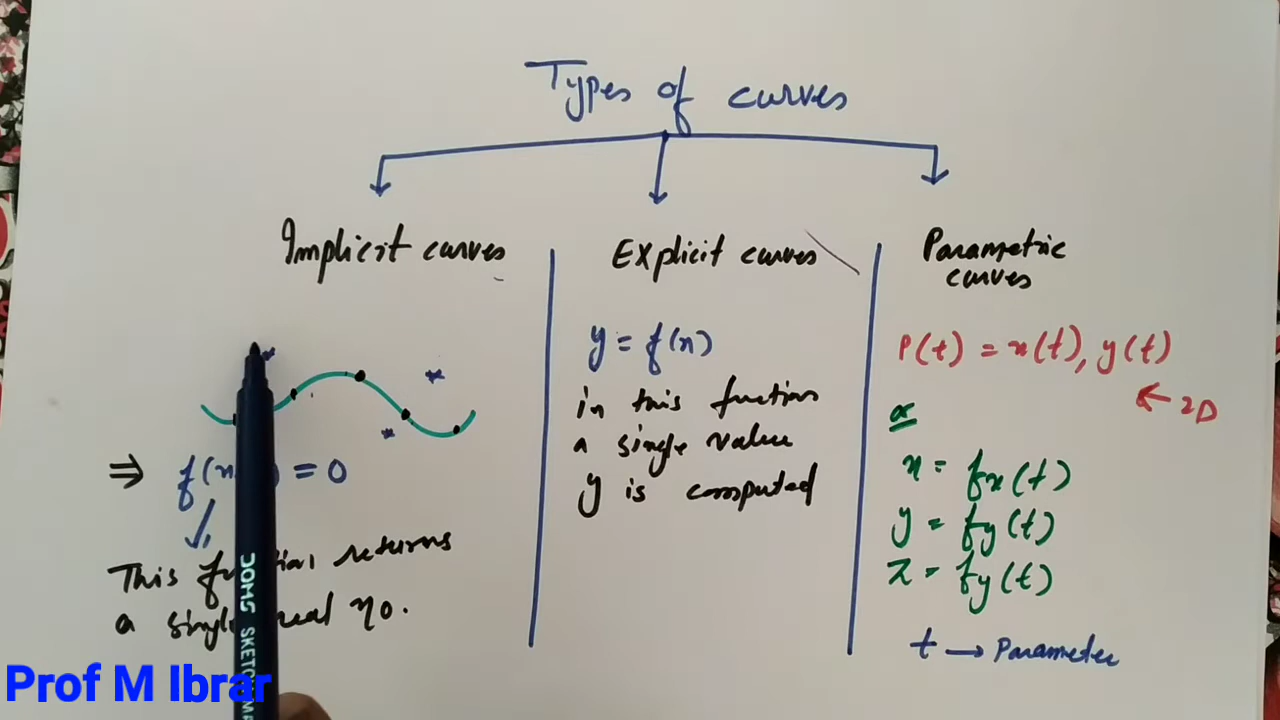 Types of curves
Implicit curves
f(x = 0
This returns
a real no.
Explicit curves
y = f(x)
in this function
a single value
y is computed
Parametric
curves
P(t) = x(t), y(t)
← 2D
or
x = fx(t)
y = fy(t)
z = fy(t)
t → Parameter
DOMS SKETCH
Prof M Ibrar